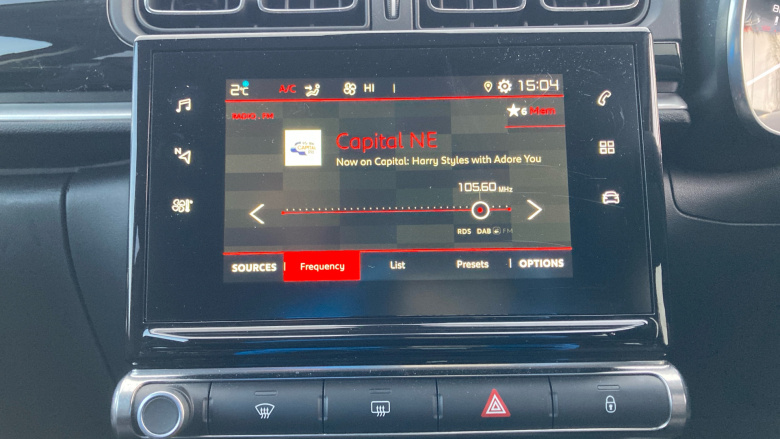 2°C A/C HI 15:04
6 Mem
Capital NE
Now on Capital: Harry Styles with Adore You
105.60 MHz
RDS DAB FM
SOURCES Frequency List Presets OPTIONS
N